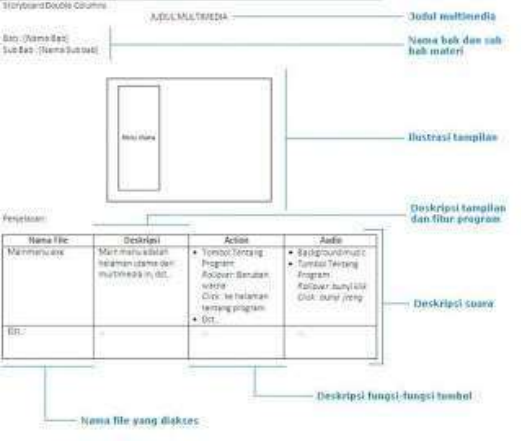 Storyboard Double Columns
JUDUL MULTIMEDIA
Judul multimedia
Bab : (Nama Bab)
Sub Bab : (Nama Sub bab)
Nama bab dan sub
bab materi
Menu Utama
Ilustrasi tampilan
Deskripsi tampilan
dan fitur program
Penjelasan:
Nama File
Deskripsi
Action
Audio
Mainmenu.exe
Main menu adalah
halaman utama dari
multimedia ini, dst..
• Tombol Tentang
Program
Rollover: Berubah
warna
Click: ke halaman
tentang program
• Dst..
• Background music
• Tombol Tentang
Program
Rollover: bunyi klik
Click: bunyi jreng
Deskripsi suara
Dst..
...
...
...
Deskripsi fungsi-fungsi tombol
Nama file yang diakses